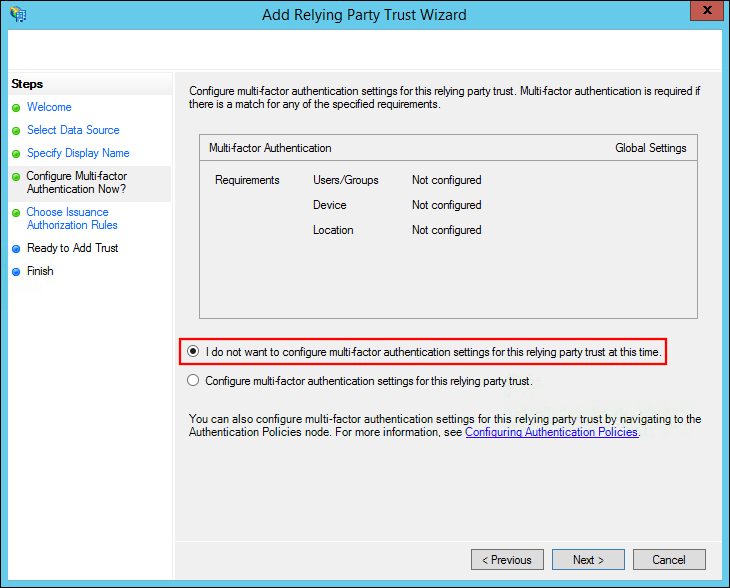 Add Relying Party Trust Wizard
X
Steps
Welcome
Select Data Source
Specify Display Name
Configure Multi-factor
Authentication Now?
Choose Issuance
Authorization Rules
Ready to Add Trust
Finish
Configure multi-factor authentication settings for this relying party trust. Multi-factor authentication is required if
there is a match for any of the specified requirements.
Multi-factor Authentication Global Settings
Requirements Users/Groups Not configured
Device Not configured
Location Not configured
I do not want to configure multi-factor authentication settings for this relying party trust at this time.
Configure multi-factor authentication settings for this relying party trust.
You can also configure multi-factor authentication settings for this relying party trust by navigating to the
Authentication Policies node. For more information, see Configuring Authentication Policies.
< Previous Next > Cancel